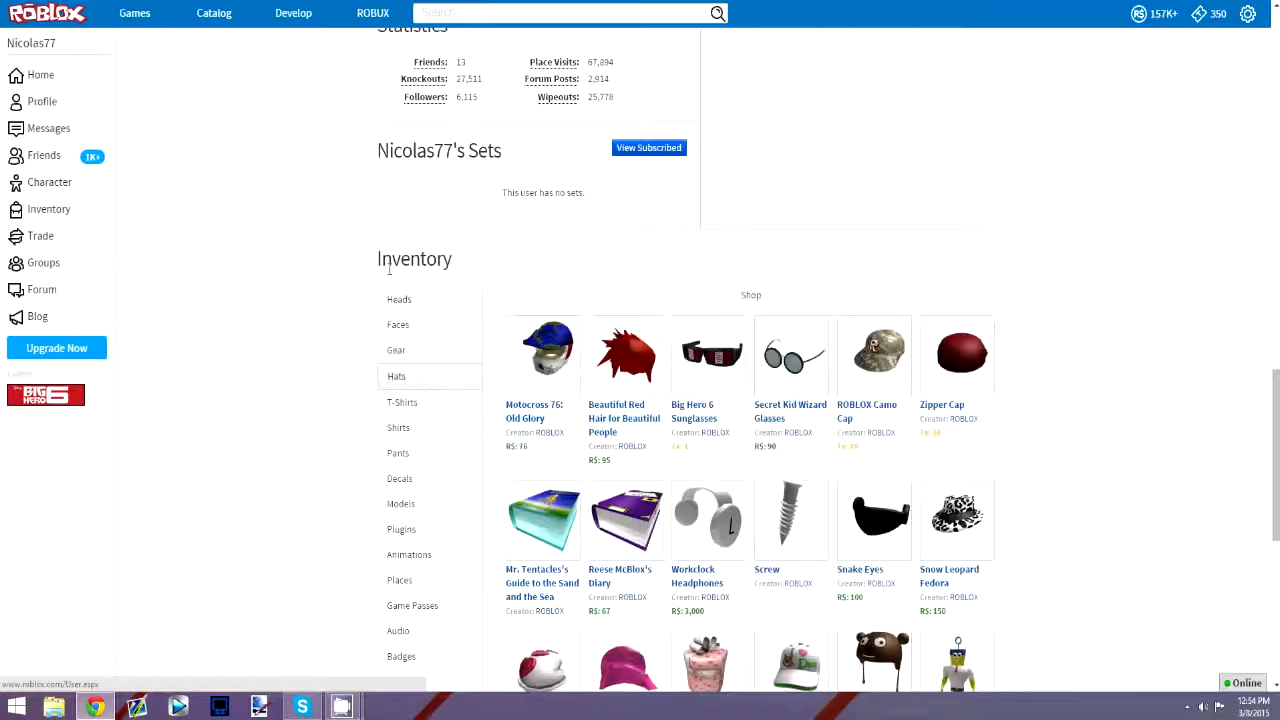 ROBLOX Games Catalog Develop ROBUX Search 157K+ 350
Nicolas77
Home
Profile
Messages
Friends 1K+
Character
Inventory
Trade
Groups
Forum
Blog
Upgrade Now
BIG HERO 6
Statistics
Friends: 13 Place Visits: 67,894
Knockouts: 27,511 Forum Posts: 2,914
Followers: 6,115 Wipeouts: 25,778
Nicolas77's Sets View Subscribed
This user has no sets.
Inventory
Heads
Faces
Gear
Hats
T-Shirts
Shirts
Pants
Decals
Models
Plugins
Animations
Places
Game Passes
Audio
Badges
Shop
Motocross 76:
Old Glory
Creator: ROBLOX
R$: 76
Beautiful Red
Hair for Beautiful
People
Creator: ROBLOX
R$: 95
Big Hero 6
Sunglasses
Creator: ROBLOX
Tx: 1
Secret Kid Wizard
Glasses
Creator: ROBLOX
R$: 90
ROBLOX Camo
Cap
Creator: ROBLOX
Zipper Cap
Creator: ROBLOX
Mr. Tentacles's
Guide to the Sand
and the Sea
Creator: ROBLOX
Reese McBlox's
Diary
Creator: ROBLOX
R$: 67
Workclock
Headphones
Creator: ROBLOX
R$: 3,000
Screw
Creator: ROBLOX
Snake Eyes
Creator: ROBLOX
R$: 100
Snow Leopard
Fedora
Creator: ROBLOX
R$: 150
www.roblox.com/User.aspx
Online
12:54 PM
3/8/2015